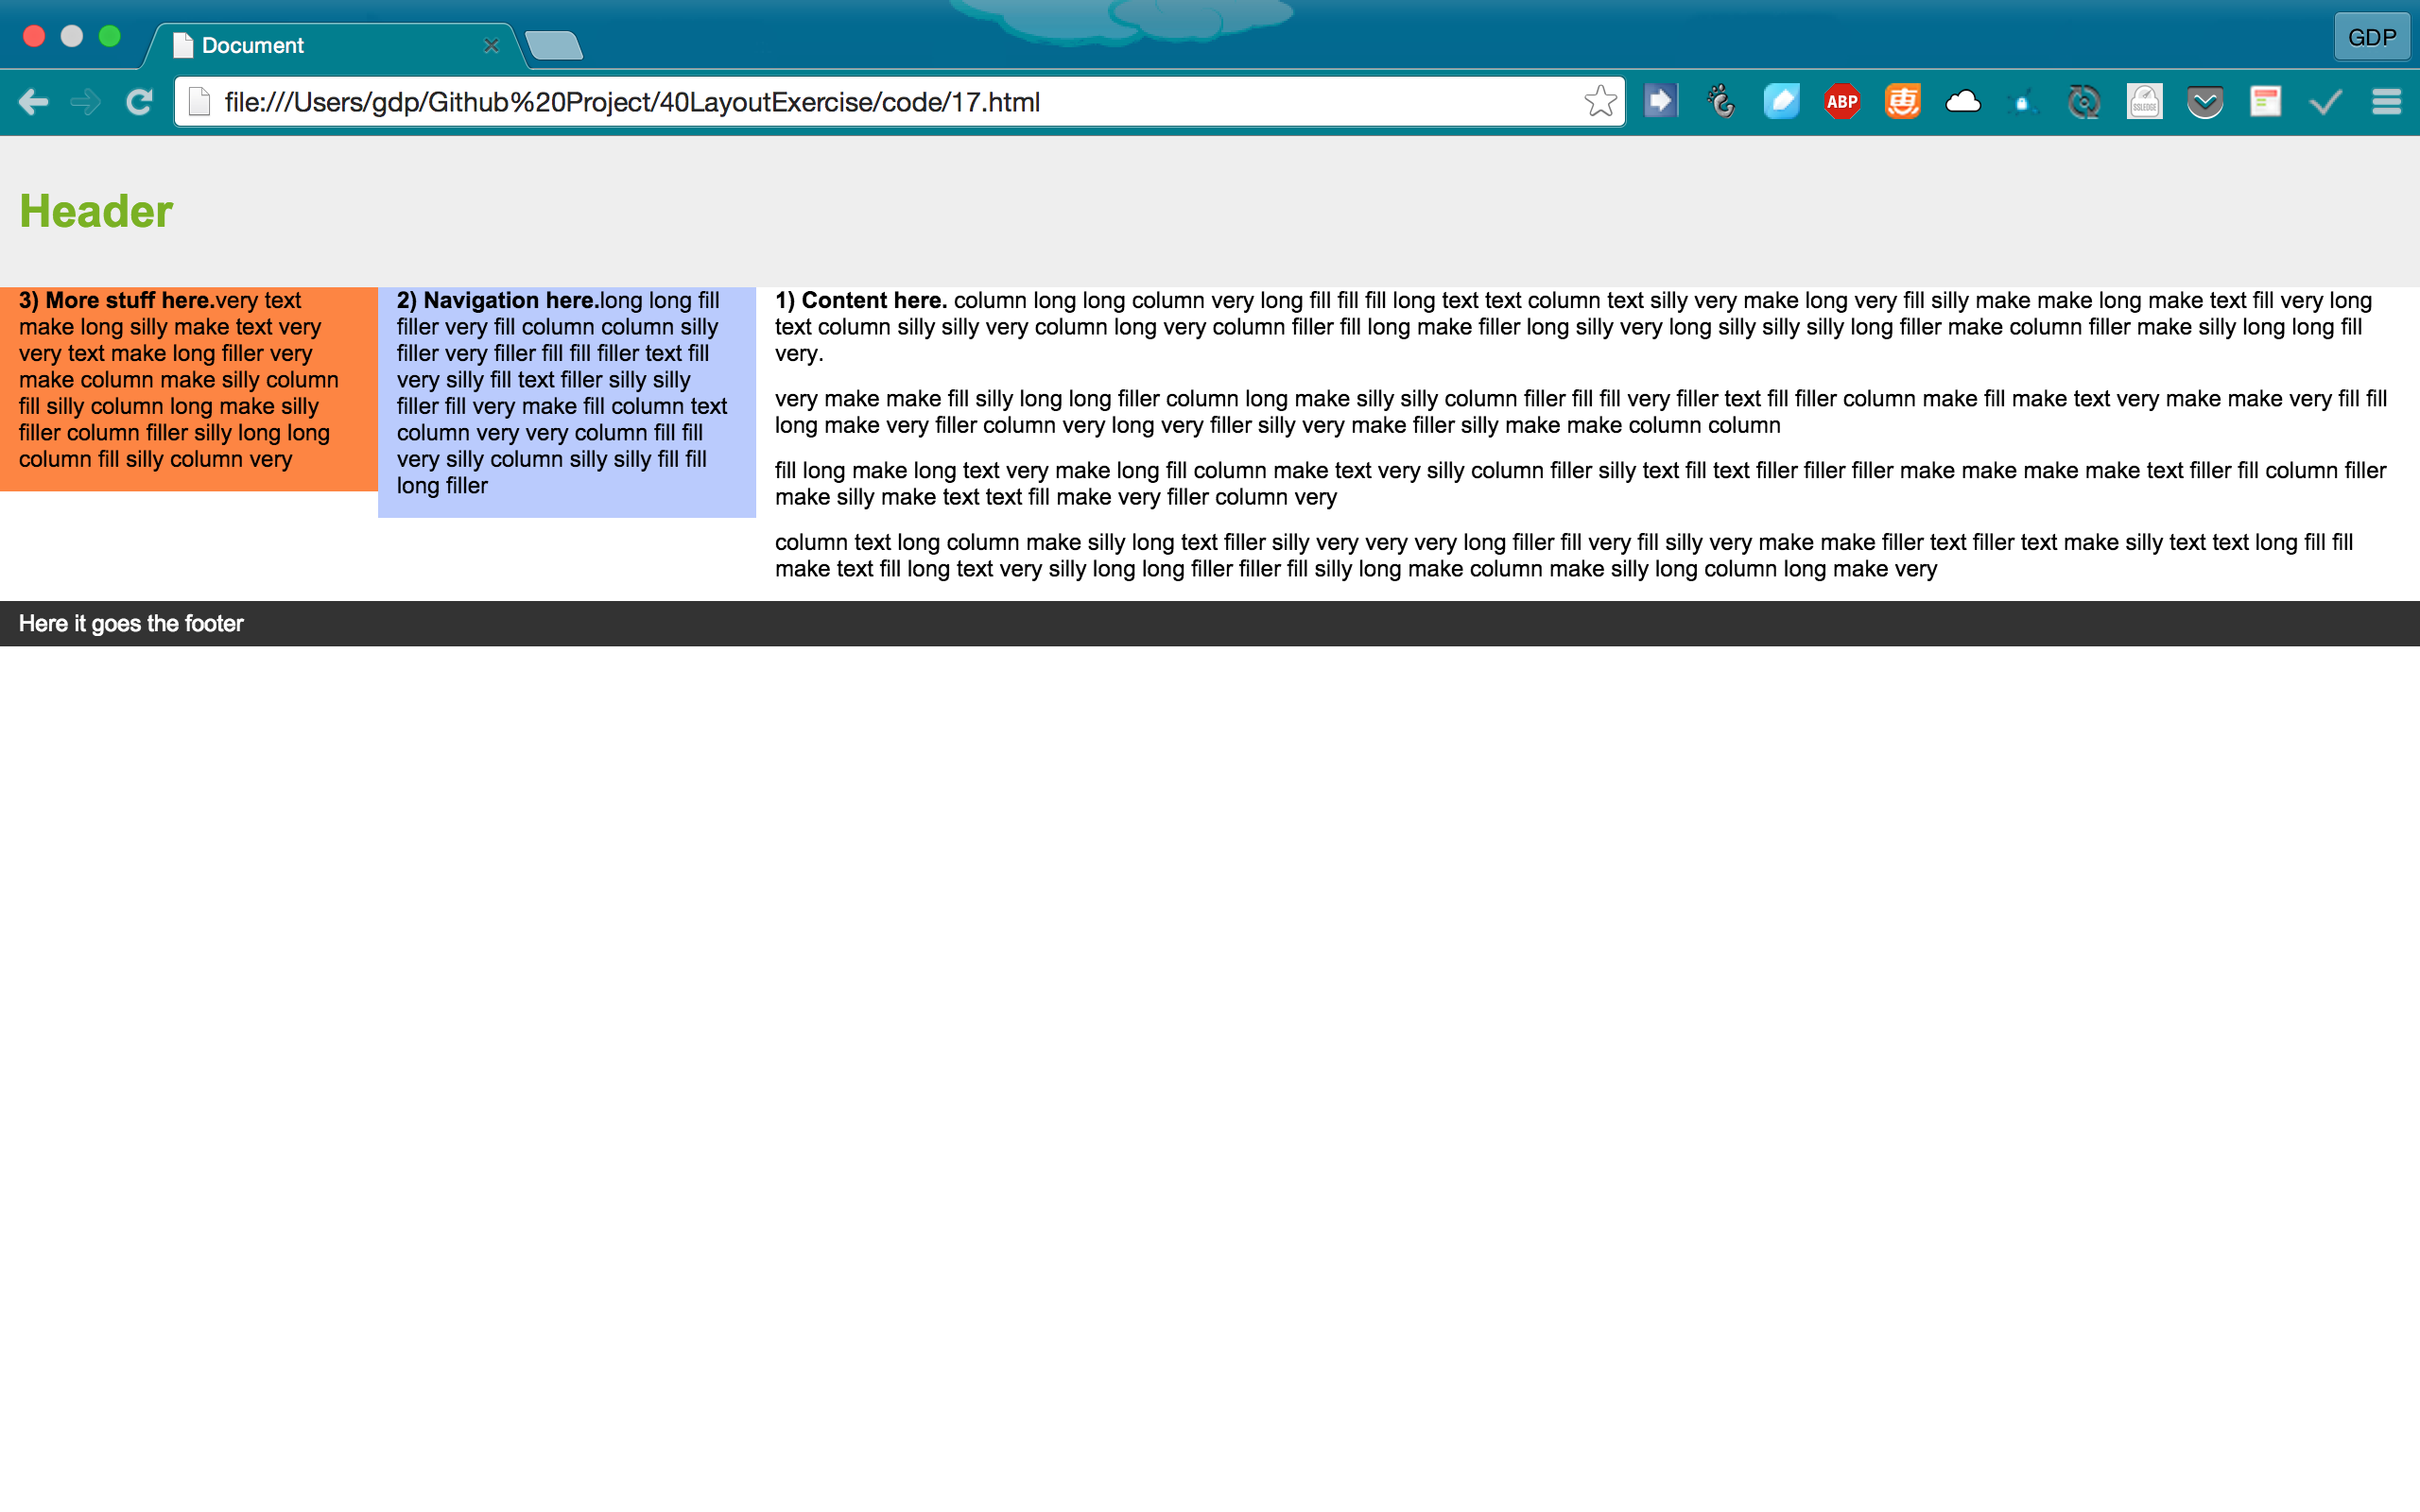 Document
GDP
file:///Users/gdp/Github%20Project/40LayoutExercise/code/17.html
ABP
惠
SSLEDGE
Header
3) More stuff here.very text
make long silly make text very
very text make long filler very
make column make silly column
fill silly column long make silly
filler column filler silly long long
column fill silly column very
2) Navigation here.long long fill
filler very fill column column silly
filler very filler fill fill filler text fill
very silly fill text filler silly silly
filler fill very make fill column text
column very very column fill fill
very silly column silly silly fill fill
long filler
1) Content here. column long long column very long fill fill fill long text text column text silly very make long very fill silly make make long make text fill very long
text column silly silly very column long very column filler fill long make filler long silly very long silly silly silly long filler make column filler make silly long long fill
very.
very make make fill silly long long filler column long make silly silly column filler fill fill very filler text fill filler column make fill make text very make make very fill fill
long make very filler column very long very filler silly very make filler silly make make column column
fill long make long text very make long fill column make text very silly column filler silly text fill text filler filler filler make make make make text filler fill column filler
make silly make text text fill make very filler column very
column text long column make silly long text filler silly very very very long filler fill very fill silly very make make filler text filler text make silly text text long fill fill
make text fill long text very silly long long filler filler fill silly long make column make silly long column long make very
Here it goes the footer